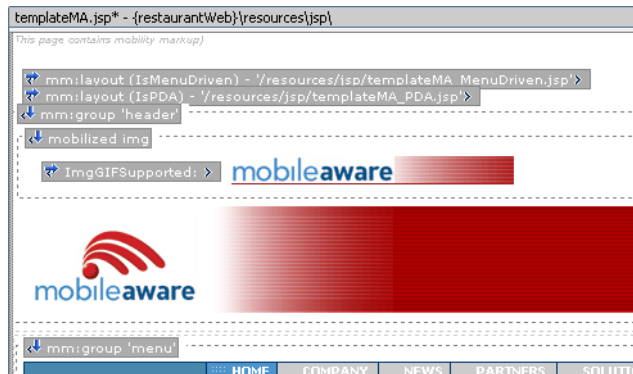 templateMA.jsp* - {restaurantWeb}\resources\jsp\
This page contains mobility markup)
mm:layout (IsMenuDriven) - '/resources/jsp/templateMA_MenuDriven.jsp'>
mm:layout (IsPDA) - '/resources/jsp/templateMA_PDA.jsp'>
mm:group 'header'
mobilized img
ImgGIFSupported: >
mobileaware
mobileaware
mm:group 'menu'
HOME COMPANY NEWS PARTNERS SOLUTI